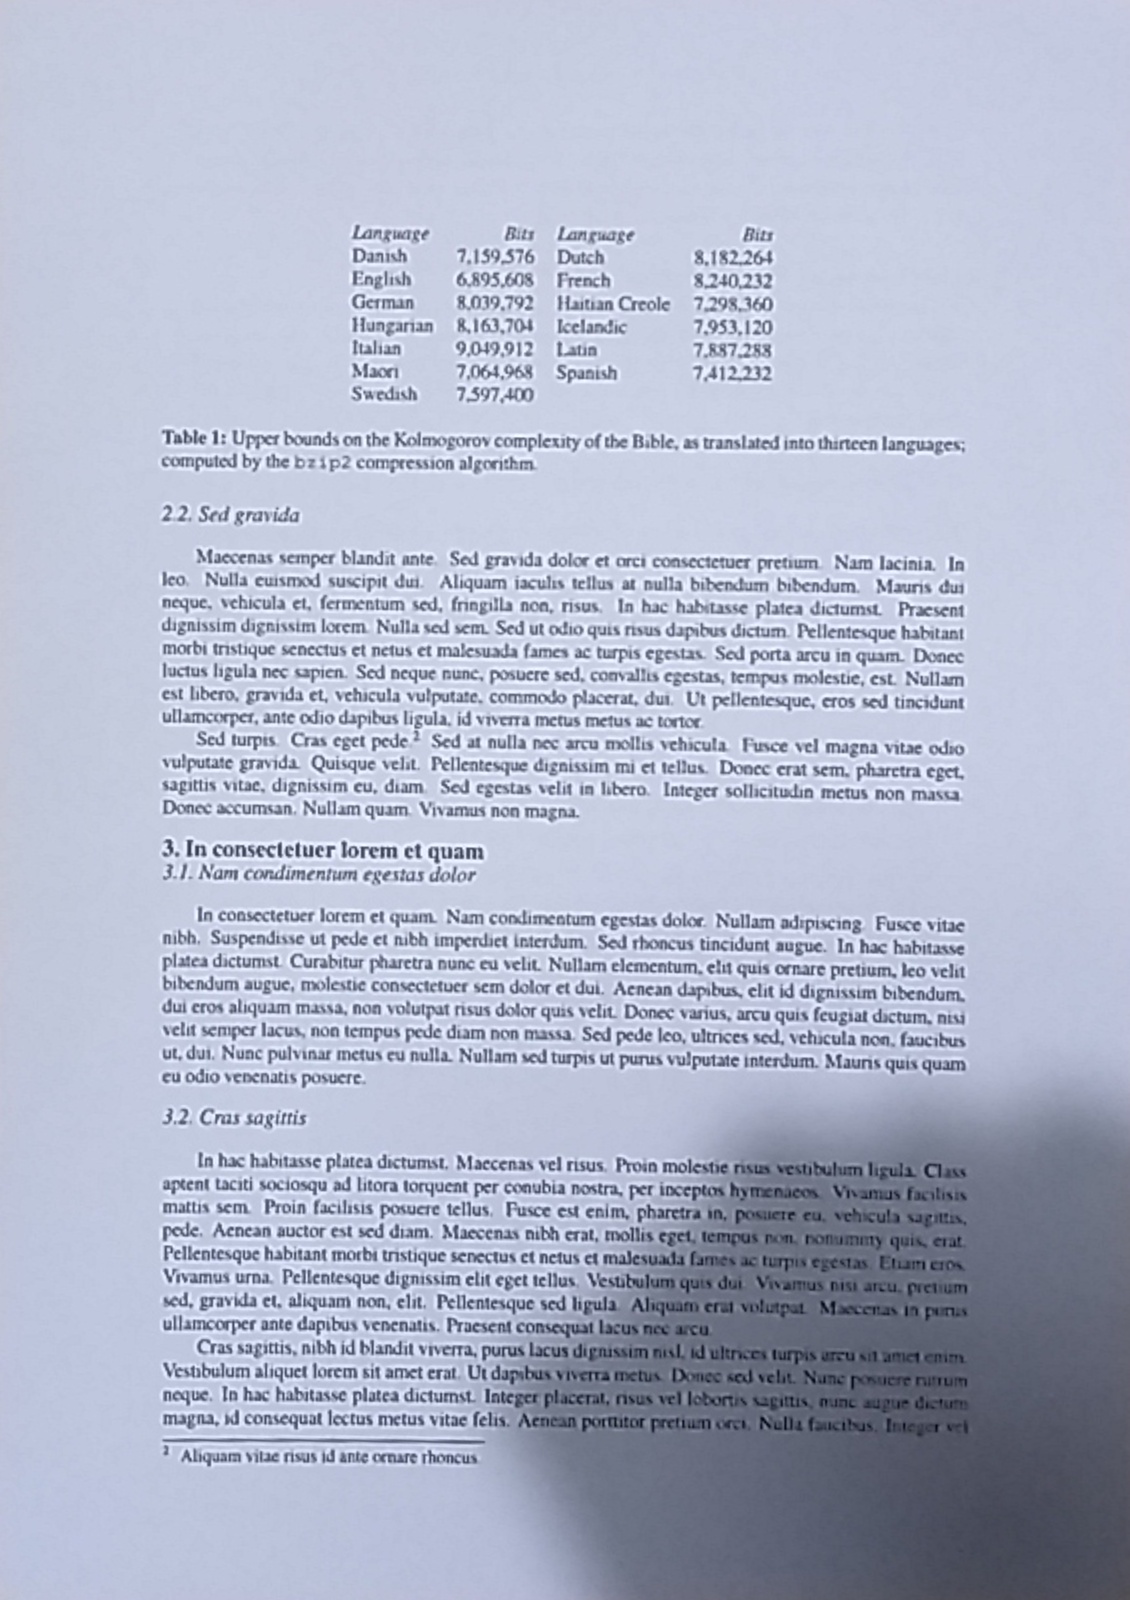 Language Bits Language Bits
Danish 7,159,576 Dutch 8,182,264
English 6,895,608 French 8,240,232
German 8,039,792 Haitian Creole 7,298,360
Hungarian 8,163,704 Icelandic 7,953,120
Italian 9,049,912 Latin 7,887,288
Maori 7,064,968 Spanish 7,412,232
Swedish 7,597,400
Table 1: Upper bounds on the Kolmogorov complexity of the Bible, as translated into thirteen languages;
computed by the bzip2 compression algorithm.
2.2. Sed gravida
Maecenas semper blandit ante. Sed gravida dolor et orci consectetuer pretium. Nam lacinia. In
leo. Nulla euismod suscipit dui. Aliquam iaculis tellus at nulla bibendum bibendum. Mauris dui
neque, vehicula et, fermentum sed, fringilla non, risus. In hac habitasse platea dictumst. Praesent
dignissim dignissim lorem. Nulla sed sem. Sed ut odio quis risus dapibus dictum. Pellentesque habitant
morbi tristique senectus et netus et malesuada fames ac turpis egestas. Sed porta arcu in quam. Donec
luctus ligula nec sapien. Sed neque nunc, posuere sed, convallis egestas, tempus molestie, est. Nullam
est libero, gravida et, vehicula vulputate, commodo placerat, dui. Ut pellentesque, eros sed tincidunt
ullamcorper, ante odio dapibus ligula, id viverra metus metus ac tortor.
Sed turpis. Cras eget pede.² Sed at nulla nec arcu mollis vehicula. Fusce vel magna vitae odio
vulputate gravida. Quisque velit. Pellentesque dignissim mi et tellus. Donec erat sem, pharetra eget,
sagittis vitae, dignissim eu, diam. Sed egestas velit in libero. Integer sollicitudin metus non massa.
Donec accumsan. Nullam quam. Vivamus non magna.
3. In consectetuer lorem et quam
3.1. Nam condimentum egestas dolor
In consectetuer lorem et quam. Nam condimentum egestas dolor. Nullam adipiscing. Fusce vitae
nibh. Suspendisse ut pede et nibh imperdiet interdum. Sed rhoncus tincidunt augue. In hac habitasse
platea dictumst. Curabitur pharetra nunc eu velit. Nullam elementum, elit quis ornare pretium, leo velit
bibendum augue, molestie consectetuer sem dolor et dui. Aenean dapibus, elit id dignissim bibendum,
dui eros aliquam massa, non volutpat risus dolor quis velit. Donec varius, arcu quis feugiat dictum, nisi
velit semper lacus, non tempus pede diam non massa. Sed pede leo, ultrices sed, vehicula non, faucibus
ut, dui. Nunc pulvinar metus eu nulla. Nullam sed turpis ut purus vulputate interdum. Mauris quis quam
eu odio venenatis posuere.
3.2. Cras sagittis
In hac habitasse platea dictumst. Maecenas vel risus. Proin molestie risus vestibulum ligula. Class
aptent taciti sociosqu ad litora torquent per conubia nostra, per inceptos hymenaeos. Vivamus facilisis
mattis sem. Proin facilisis posuere tellus. Fusce est enim, pharetra in, posuere eu, vehicula sagittis,
pede. Aenean auctor est sed diam. Maecenas nibh erat, mollis eget, tempus non, nonummy quis, erat.
Pellentesque habitant morbi tristique senectus et netus et malesuada fames ac turpis egestas. Etiam eros.
Vivamus urna. Pellentesque dignissim elit eget tellus. Vestibulum quis dui. Vivamus nisi arcu, pretium
sed, gravida et, aliquam non, elit. Pellentesque sed ligula. Aliquam erat volutpat. Maecenas in purus
ullamcorper ante dapibus venenatis. Praesent consequat lacus nec arcu.
Cras sagittis, nibh id blandit viverra, purus lacus dignissim nisl, id ultrices turpis arcu sit amet enim.
Vestibulum aliquet lorem sit amet erat. Ut dapibus viverra metus. Donec sed velit. Nunc posuere rutrum
neque. In hac habitasse platea dictumst. Integer placerat, risus vel lobortis sagittis, nunc augue dictum
magna, id consequat lectus metus vitae felis. Aenean porttitor pretium orci. Nulla faucibus. Integer vel
² Aliquam vitae risus id ante ornare rhoncus.